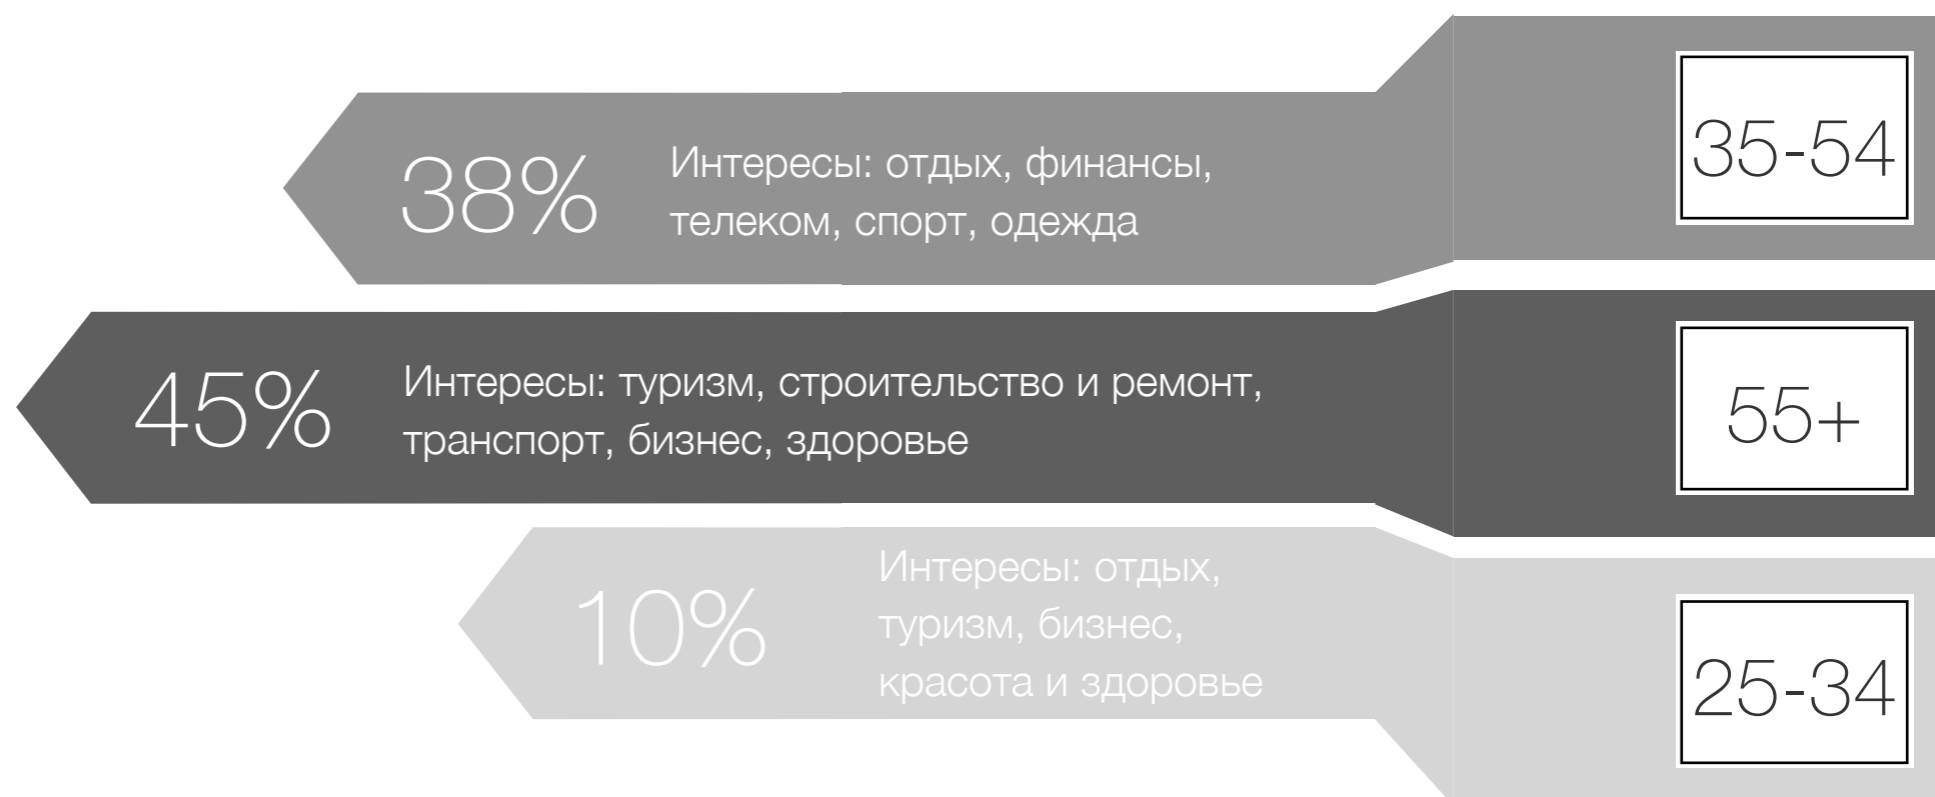 38%
Интересы: отдых, финансы,
телеком, спорт, одежда
35-54
45%
Интересы: туризм, строительство и ремонт,
транспорт, бизнес, здоровье
55+
10%
Интересы: отдых,
туризм, бизнес,
красота и здоровье
25-34